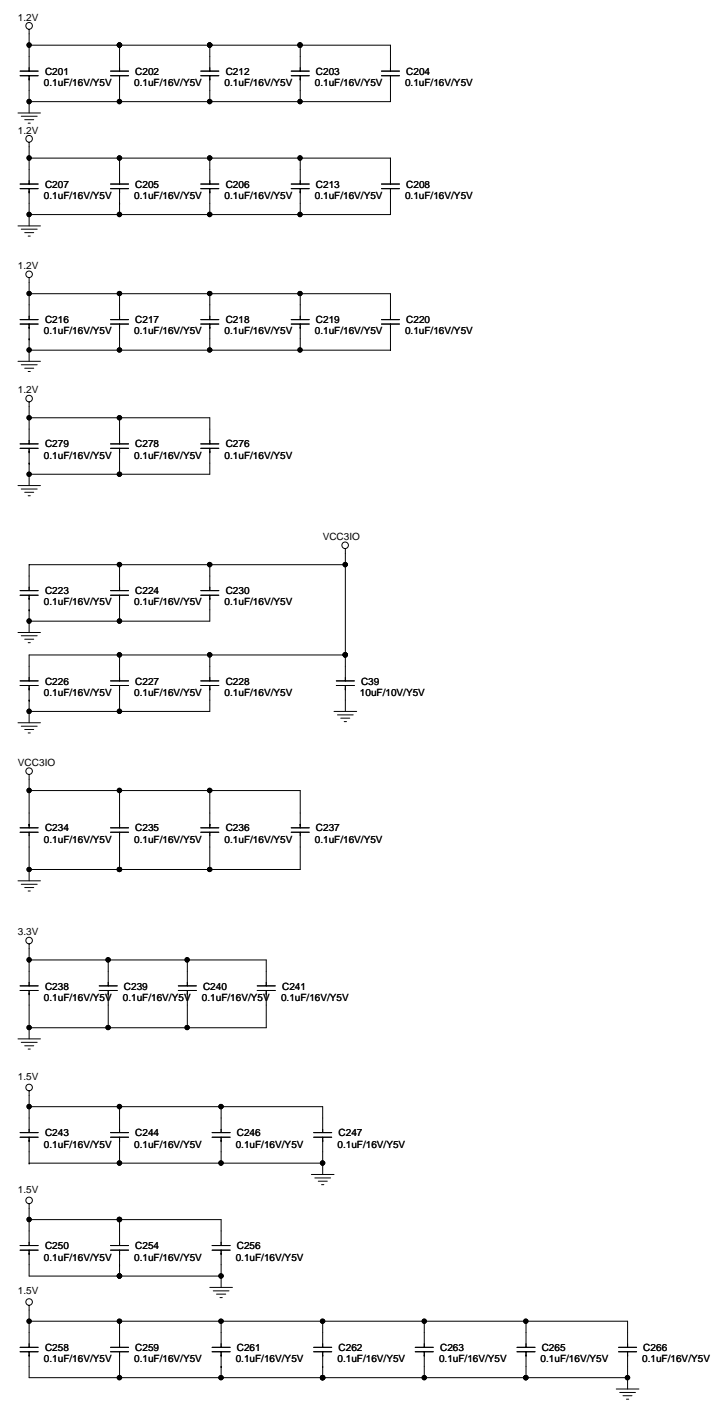 1.2V
C201 C202 C212 C203 C204
0.1uF/16V/Y5V 0.1uF/16V/Y5V 0.1uF/16V/Y5V 0.1uF/16V/Y5V 0.1uF/16V/Y5V
1.2V
C207 C205 C206 C213 C208
0.1uF/16V/Y5V 0.1uF/16V/Y5V 0.1uF/16V/Y5V 0.1uF/16V/Y5V 0.1uF/16V/Y5V
1.2V
C216 C217 C218 C219 C220
0.1uF/16V/Y5V 0.1uF/16V/Y5V 0.1uF/16V/Y5V 0.1uF/16V/Y5V 0.1uF/16V/Y5V
1.2V
C279 C278 C276
0.1uF/16V/Y5V 0.1uF/16V/Y5V 0.1uF/16V/Y5V
VCC3IO
C223 C224 C230
0.1uF/16V/Y5V 0.1uF/16V/Y5V 0.1uF/16V/Y5V
C226 C227 C228 C39
0.1uF/16V/Y5V 0.1uF/16V/Y5V 0.1uF/16V/Y5V 10uF/10V/Y5V
VCC3IO
C234 C235 C236 C237
0.1uF/16V/Y5V 0.1uF/16V/Y5V 0.1uF/16V/Y5V 0.1uF/16V/Y5V
3.3V
C238 C239 C240 C241
0.1uF/16V/Y5V 0.1uF/16V/Y5V 0.1uF/16V/Y5V 0.1uF/16V/Y5V
1.5V
C243 C244 C246 C247
0.1uF/16V/Y5V 0.1uF/16V/Y5V 0.1uF/16V/Y5V 0.1uF/16V/Y5V
1.5V
C250 C254 C256
0.1uF/16V/Y5V 0.1uF/16V/Y5V 0.1uF/16V/Y5V
1.5V
C258 C259 C261 C262 C263 C265 C266
0.1uF/16V/Y5V 0.1uF/16V/Y5V 0.1uF/16V/Y5V 0.1uF/16V/Y5V 0.1uF/16V/Y5V 0.1uF/16V/Y5V 0.1uF/16V/Y5V